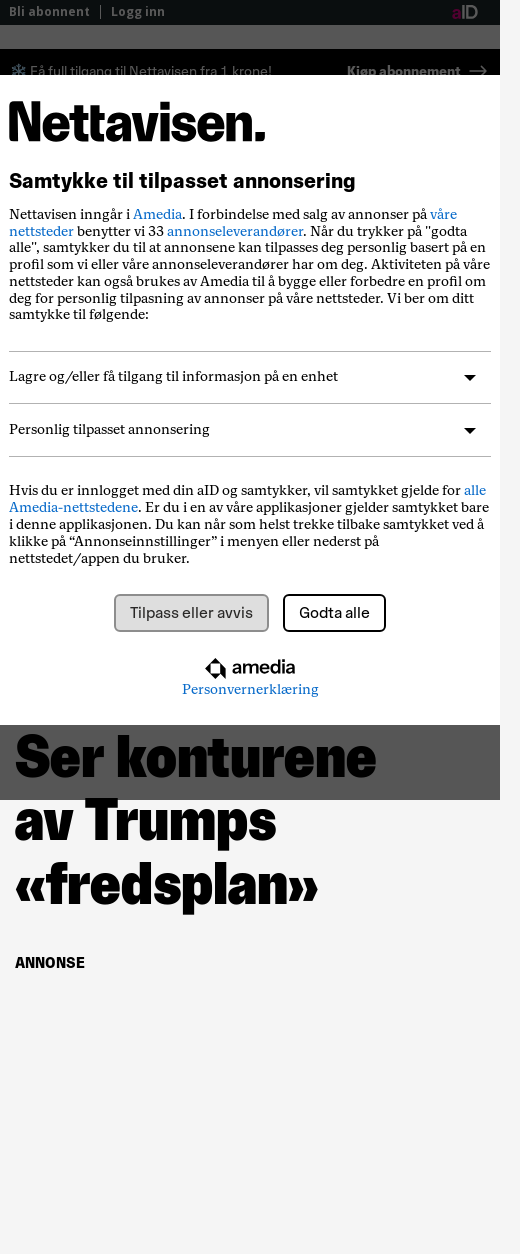 Bli abonnent
Logg inn
aID
Få full tilgang til Nettavisen fra 1 krone!
Kjøp abonnement
Nettavisen.
Samtykke til tilpasset annonsering
Nettavisen inngår i Amedia. I forbindelse med salg av annonser på våre
nettsteder benytter vi 33 annonseleverandører. Når du trykker på "godta
alle", samtykker du til at annonsene kan tilpasses deg personlig basert på en
profil som vi eller våre annonseleverandører har om deg. Aktiviteten på våre
nettsteder kan også brukes av Amedia til å bygge eller forbedre en profil om
deg for personlig tilpasning av annonser på våre nettsteder. Vi ber om ditt
samtykke til følgende:
Lagre og/eller få tilgang til informasjon på en enhet
Personlig tilpasset annonsering
Hvis du er innlogget med din aID og samtykker, vil samtykket gjelde for alle
Amedia-nettstedene. Er du i en av våre applikasjoner gjelder samtykket bare
i denne applikasjonen. Du kan når som helst trekke tilbake samtykket ved å
klikke på “Annonseinnstillinger” i menyen eller nederst på
nettstedet/appen du bruker.
Tilpass eller avvis
Godta alle
amedia
Personvernerklæring
Ser konturene
av Trumps
«fredsplan»
ANNONSE